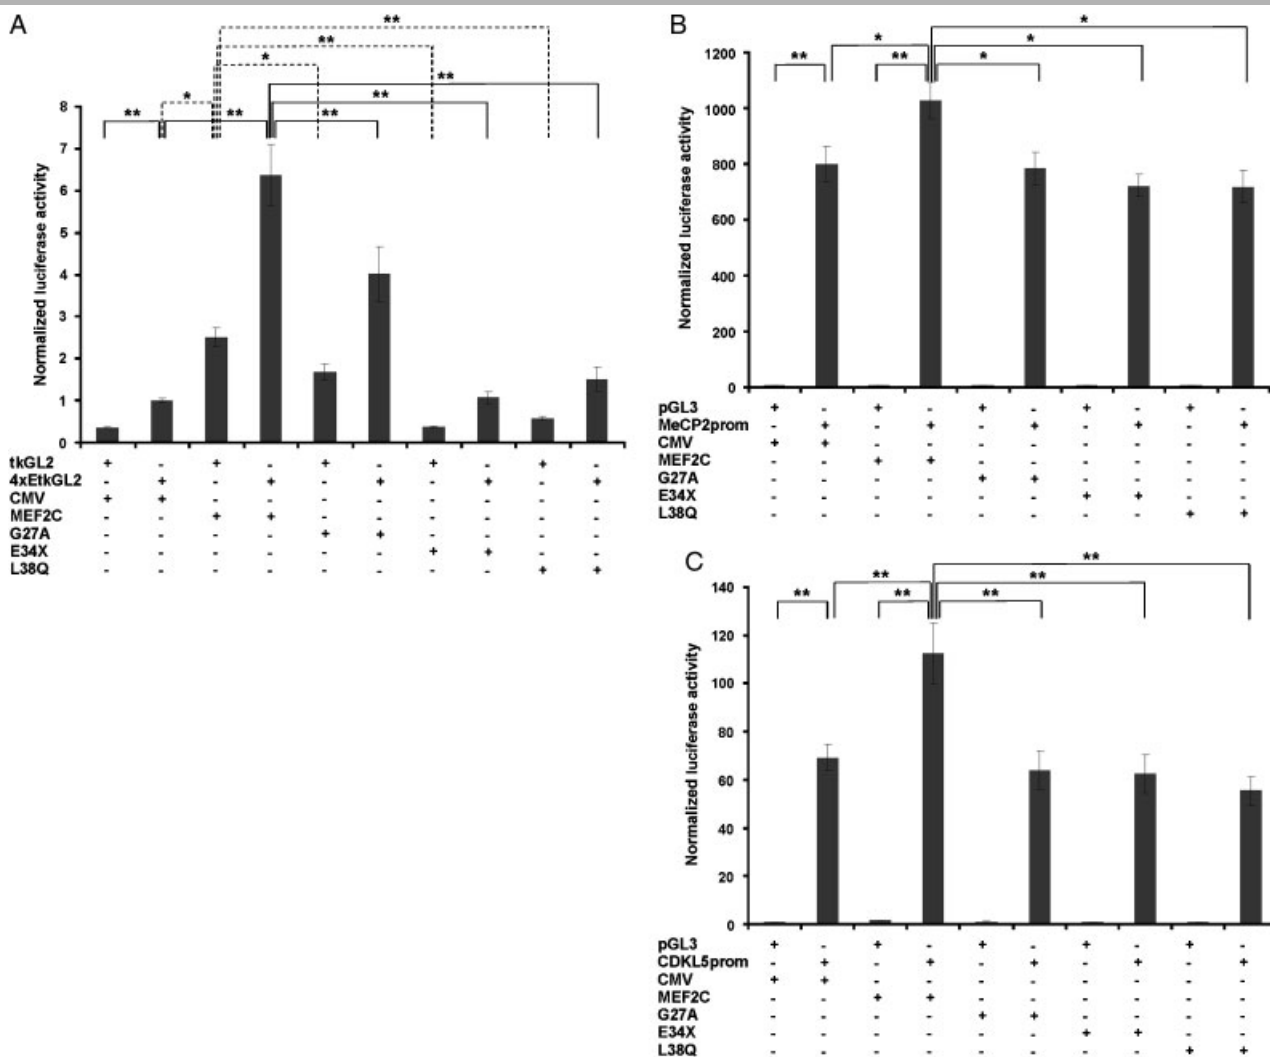 A
** ** * ** ** * ** ** ** **
Normalized luciferase activity
8
7
6
5
4
3
2
1
0
tkGL2 + - + - + - + - + -
4xEtkGL2 - + - + - + - + - +
CMV + + - - - - - - - -
MEF2C - - + + - - - - - -
G27A - - - - + + - - - -
E34X - - - - - - + + - -
L38Q - - - - - - - - + +
B
* * * ** ** *
Normalized luciferase activity
1200
1000
800
600
400
200
0
pGL3 + - + - + - + - + -
MeCP2prom - + - + - + - + - +
CMV + + - - - - - - - -
MEF2C - - + + - - - - - -
G27A - - - - + + - - - -
E34X - - - - - - + + - -
L38Q - - - - - - - - + +
C
** ** ** ** ** **
Normalized luciferase activity
140
120
100
80
60
40
20
0
pGL3 + - + - + - + - + -
CDKL5prom - + - + - + - + - +
CMV + + - - - - - - - -
MEF2C - - + + - - - - - -
G27A - - - - + + - - - -
E34X - - - - - - + + - -
L38Q - - - - - - - - + +